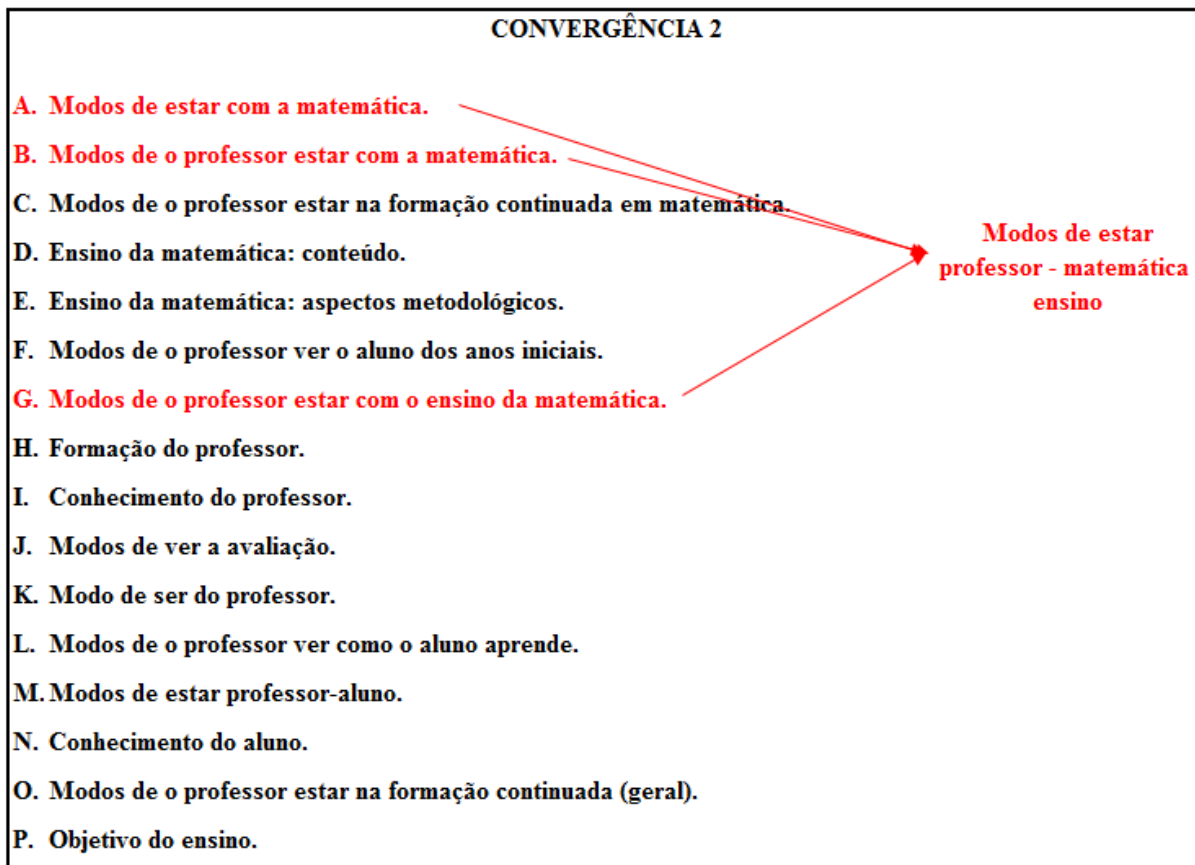 CONVERGÊNCIA 2
A. Modos de estar com a matemática.
B. Modos de o professor estar com a matemática.
C. Modos de o professor estar na formação continuada em matemática.
D. Ensino da matemática: conteúdo.
E. Ensino da matemática: aspectos metodológicos.
F. Modos de o professor ver o aluno dos anos iniciais.
G. Modos de o professor estar com o ensino da matemática.
H. Formação do professor.
I. Conhecimento do professor.
J. Modos de ver a avaliação.
K. Modo de ser do professor.
L. Modos de o professor ver como o aluno aprende.
M. Modos de estar professor-aluno.
N. Conhecimento do aluno.
O. Modos de o professor estar na formação continuada (geral).
P. Objetivo do ensino.
Modos de estar
professor - matemática
ensino